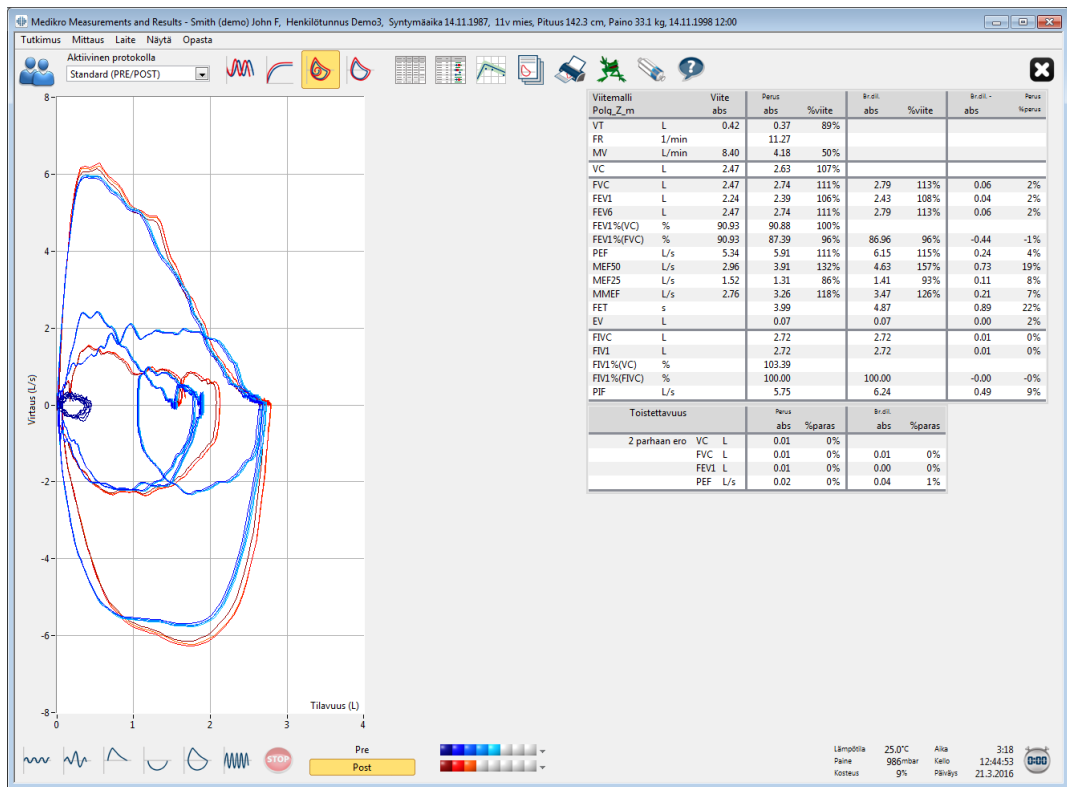 Medikro Measurements and Results - Smith (demo) John F, Henkilötunnus Demo3, Syntymäaika 14.11.1987, 11v mies, Pituus 142.3 cm, Paino 33.1 kg, 14.11.1998 12:00
Tutkimus Mittaus Laite Näytä Opasta
Aktiivinen protokolla
Standard (PRE/POST)
Viitemalli Viite Perus Br.dil. Br.dil. - Perus
Polq_Z_m abs abs %viite abs %viite abs %perus
VT L 0.42 0.37 89%
FR 1/min 11.27
MV L/min 8.40 4.18 50%
VC L 2.47 2.63 107%
FVC L 2.47 2.74 111% 2.79 113% 0.06 2%
FEV1 L 2.24 2.39 106% 2.43 108% 0.04 2%
FEV6 L 2.47 2.74 111% 2.79 113% 0.06 2%
FEV1%(VC) % 90.93 90.88 100%
FEV1%(FVC) % 90.93 87.39 96% 86.96 96% -0.44 -1%
PEF L/s 5.34 5.91 111% 6.15 115% 0.24 4%
MEF50 L/s 2.96 3.91 132% 4.63 157% 0.73 19%
MEF25 L/s 1.52 1.31 86% 1.41 93% 0.11 8%
MMEF L/s 2.76 3.26 118% 3.47 126% 0.21 7%
FET s 3.99 4.87 0.89 22%
EV L 0.07 0.07 0.00 2%
FIVC L 2.72 2.72 0.01 0%
FIV1 L 2.72 2.72 0.01 0%
FIV1%(VC) % 103.39
FIV1%(FIVC) % 100.00 100.00 -0.00 -0%
PIF L/s 5.75 6.24 0.49 9%
Toistettavuus Perus Br.dil.
abs %paras abs %paras
2 parhaan ero VC L 0.01 0%
FVC L 0.01 0% 0.01 0%
FEV1 L 0.01 0% 0.00 0%
PEF L/s 0.02 0% 0.04 1%
8
6
4
2
0
-2
-4
-6
-8
Virtaus (L/s)
Tilavuus (L)
0 1 2 3 4
STOP
Pre
Post
Lämpötila 25.0°C Aika 3:18
Paine 986mbar Kello 12:44:53
Kosteus 9% Päiväys 21.3.2016
0:00